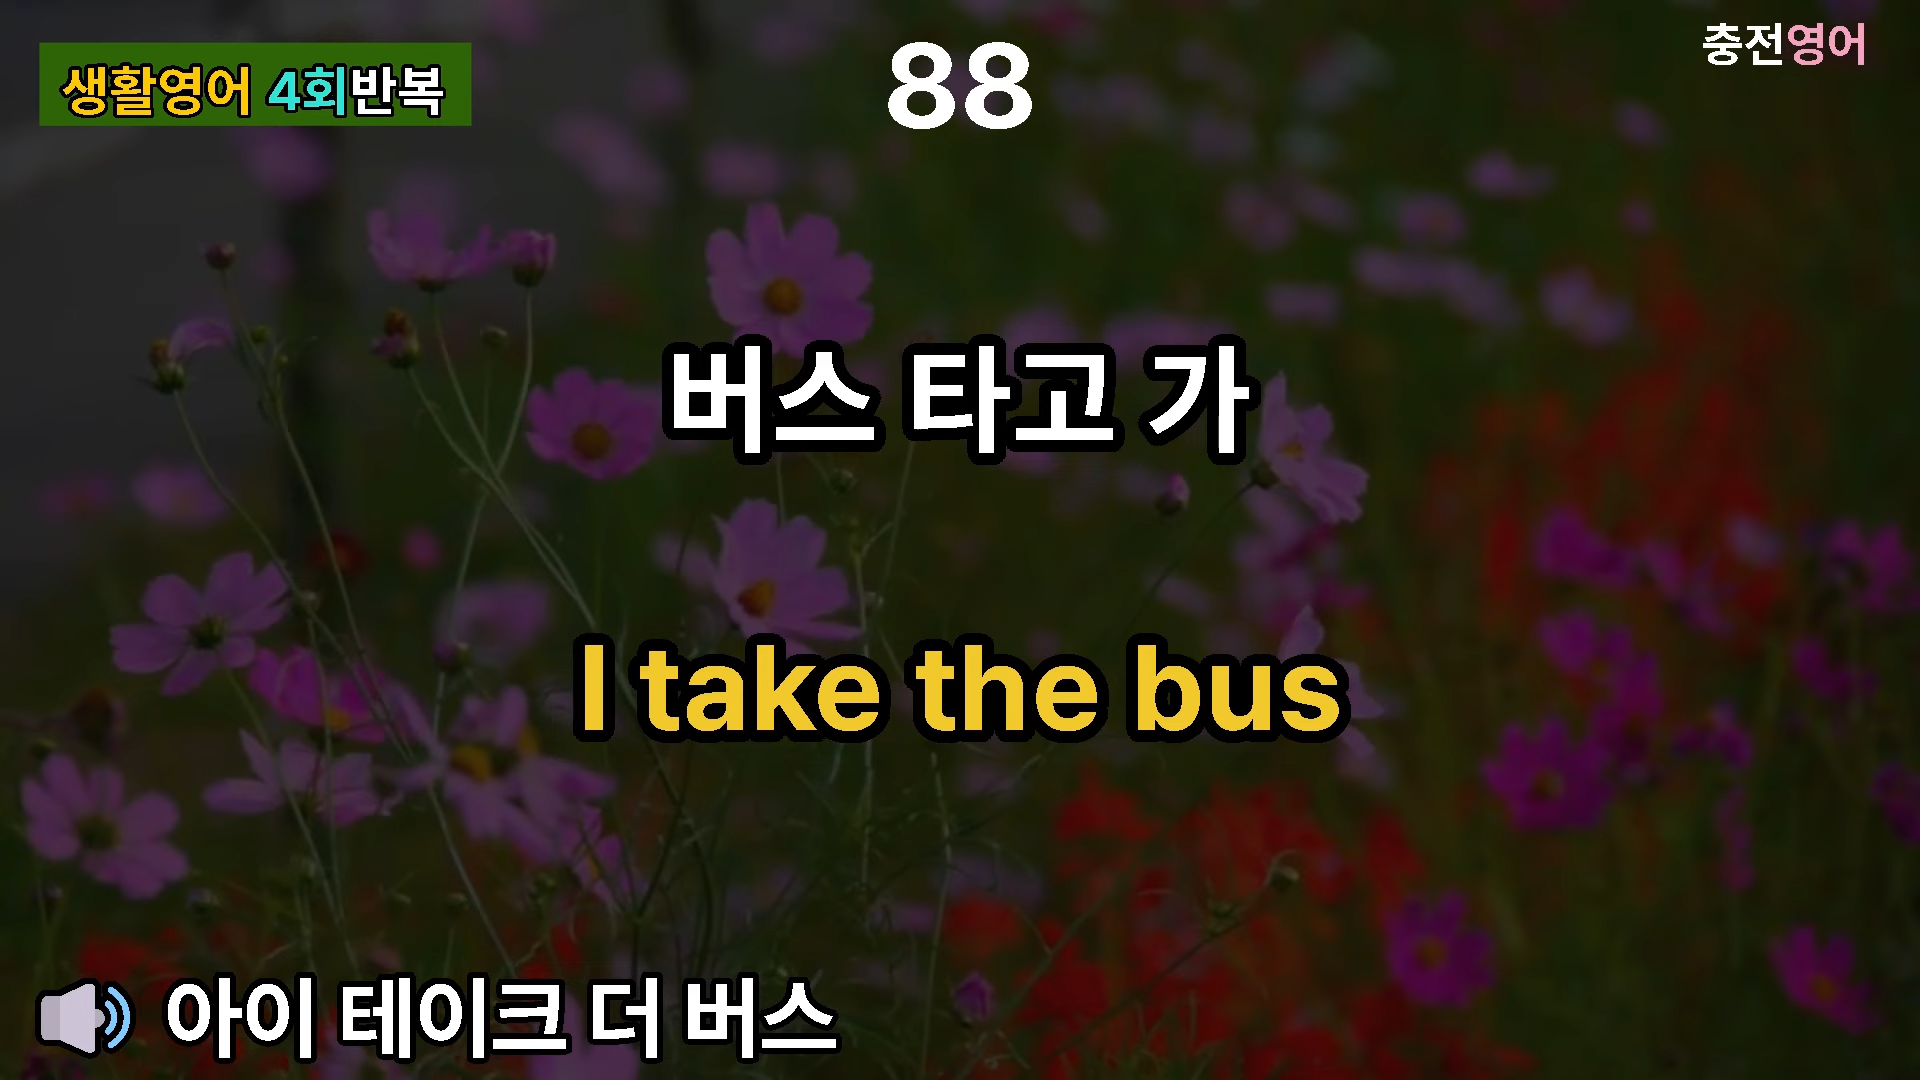 생활영어 4회반복
88
충전영어
버스 타고 가
I take the bus
아이 테이크 더 버스